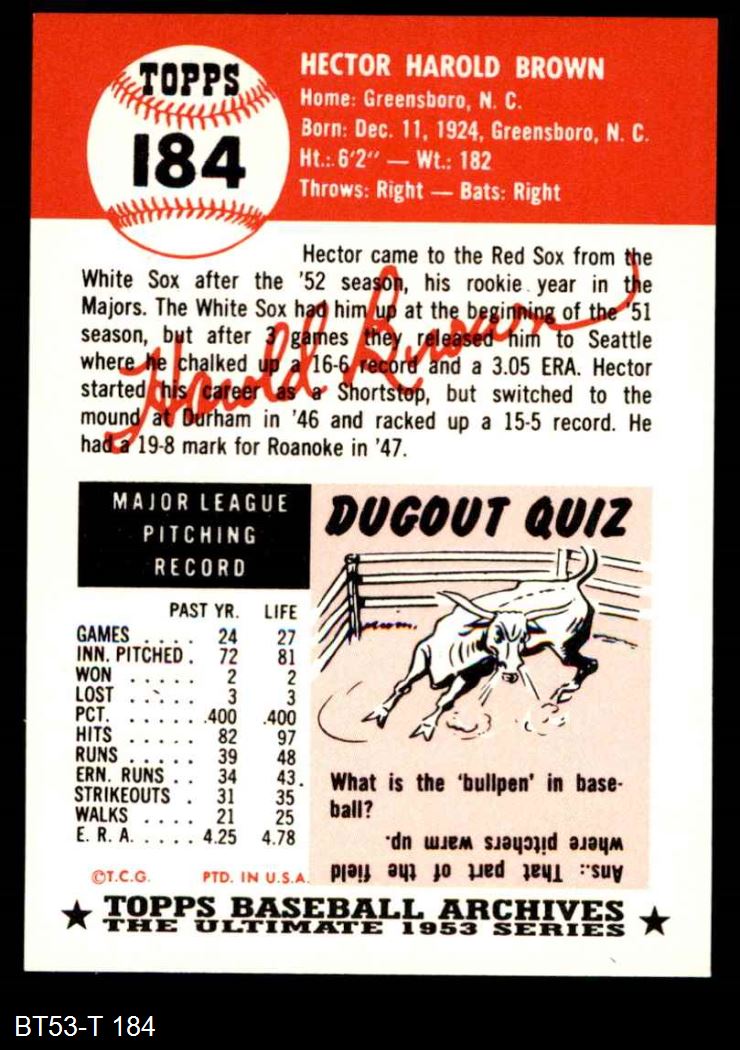 TOPPS
184
HECTOR HAROLD BROWN
Home: Greensboro, N. C.
Born: Dec. 11, 1924, Greensboro, N. C.
Ht.: 6'2" — Wt.: 182
Throws: Right — Bats: Right
Hector came to the Red Sox from the
White Sox after the '52 season, his rookie year in the
Majors. The White Sox had him up at the beginning of the '51
season, but after 3 games they released him to Seattle
where he chalked up a 16-6 record and a 3.05 ERA. Hector
started his career as a Shortstop, but switched to the
mound at Durham in '46 and racked up a 15-5 record. He
had a 19-8 mark for Roanoke in '47.
Harold Brown
MAJOR LEAGUE
PITCHING
RECORD
PAST YR. LIFE
GAMES .... 24 27
INN. PITCHED . 72 81
WON ..... 2 2
LOST ..... 3 3
PCT. ...... .400 .400
HITS ..... 82 97
RUNS ..... 39 48
ERN. RUNS .. 34 43.
STRIKEOUTS . 31 35
WALKS .... 21 25
E. R. A. ..... 4.25 4.78
©T.C.G. PTD. IN U.S.A.
DUGOUT QUIZ
What is the 'bullpen' in base-
ball?
Ans.: That part of the field
where pitchers warm up.
★ TOPPS BASEBALL ARCHIVES ★
THE ULTIMATE 1953 SERIES
BT53-T 184